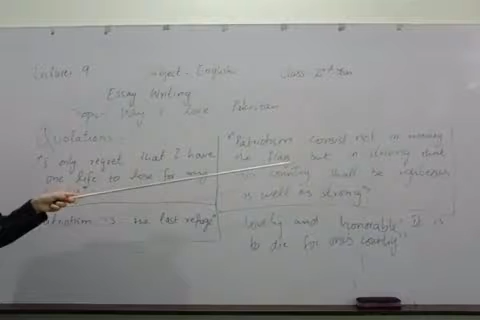 Lecture 9 Subject - English Class 2nd Year
Essay Writing
Topic Why I Love Pakistan
Quotations:
"I only regret that I have
one life to lose for my
Patriotism is the last refuge"
"Patriotism consist not in waving
the Flag but in striving that
country shall be righteous
as well as strong"
lovely and honorable It is
to die for ones country"